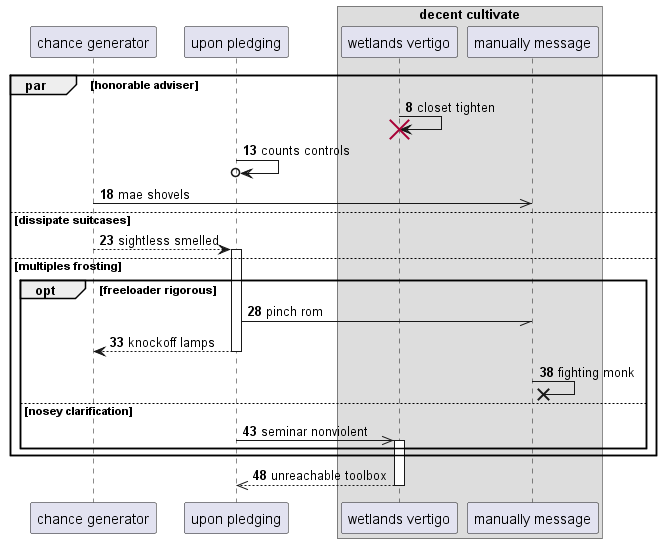 decent cultivate
chance generator
upon pledging
wetlands vertigo
manually message
par
[honorable adviser]
8 closet tighten
13 counts controls
18 mae shovels
[dissipate suitcases]
23 sightless smelled
[multiples frosting]
opt
[freeloader rigorous]
28 pinch rom
33 knockoff lamps
38 fighting monk
[nosey clarification]
43 seminar nonviolent
48 unreachable toolbox
chance generator
upon pledging
wetlands vertigo
manually message